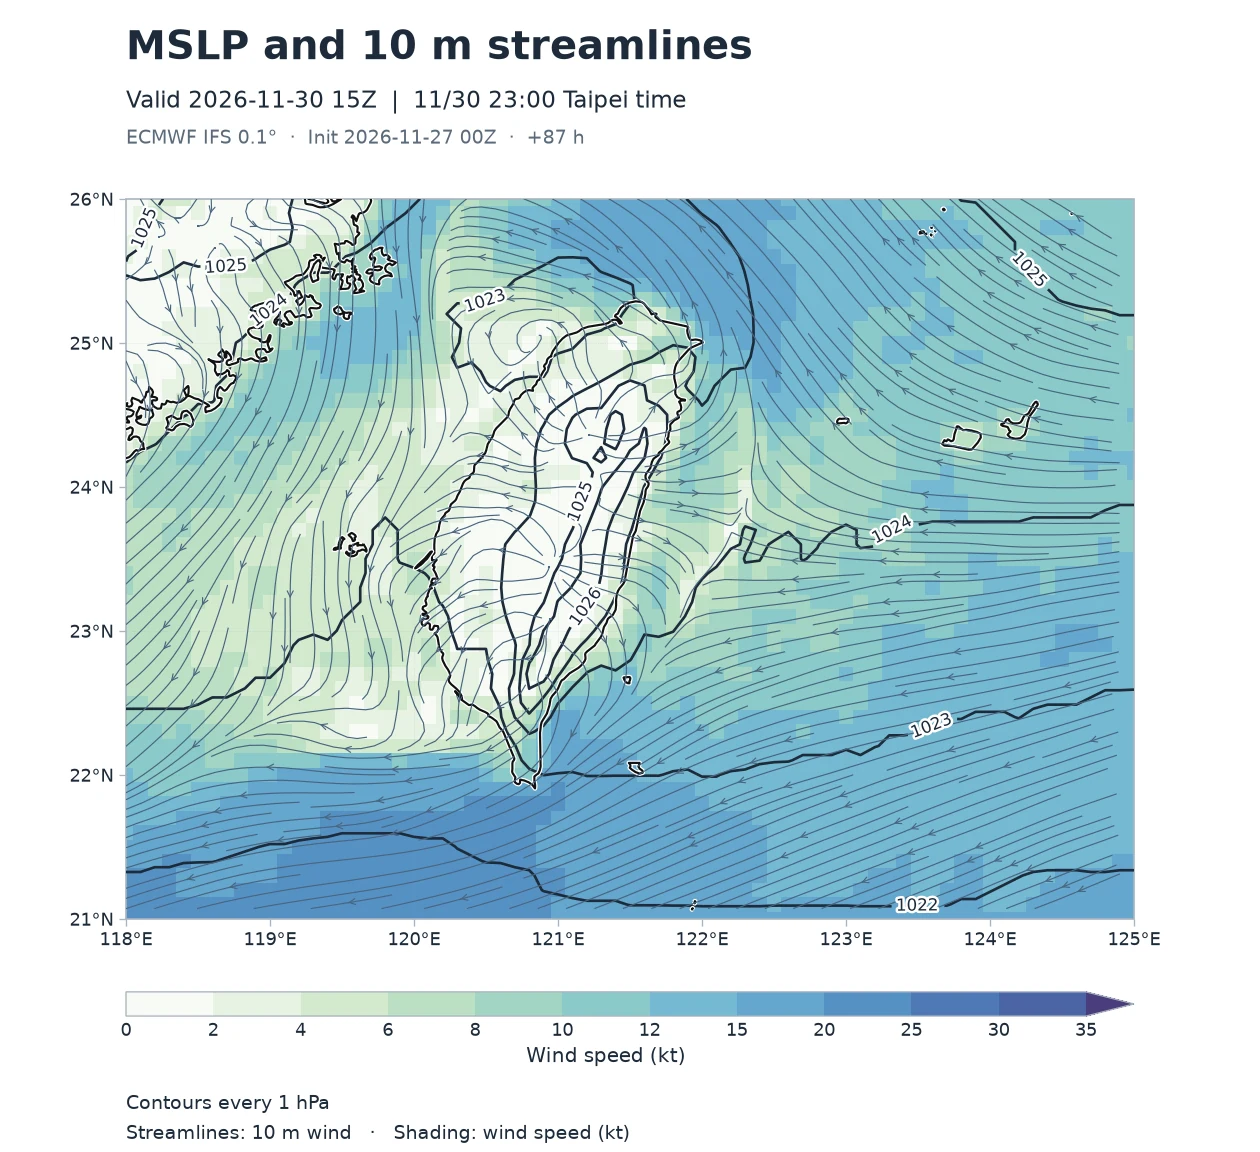 MSLP and 10 m streamlines
Valid 2026-11-30 15Z | 11/30 23:00 Taipei time
ECMWF IFS 0.1° · Init 2026-11-27 00Z · +87 h
26°N
25°N
24°N
23°N
22°N
21°N
1025
1025
1024
1023
1025
1025
1024
1026
1023
1022
118°E 119°E 120°E 121°E 122°E 123°E 124°E 125°E
0 2 4 6 8 10 12 15 20 25 30 35
Wind speed (kt)
Contours every 1 hPa
Streamlines: 10 m wind · Shading: wind speed (kt)